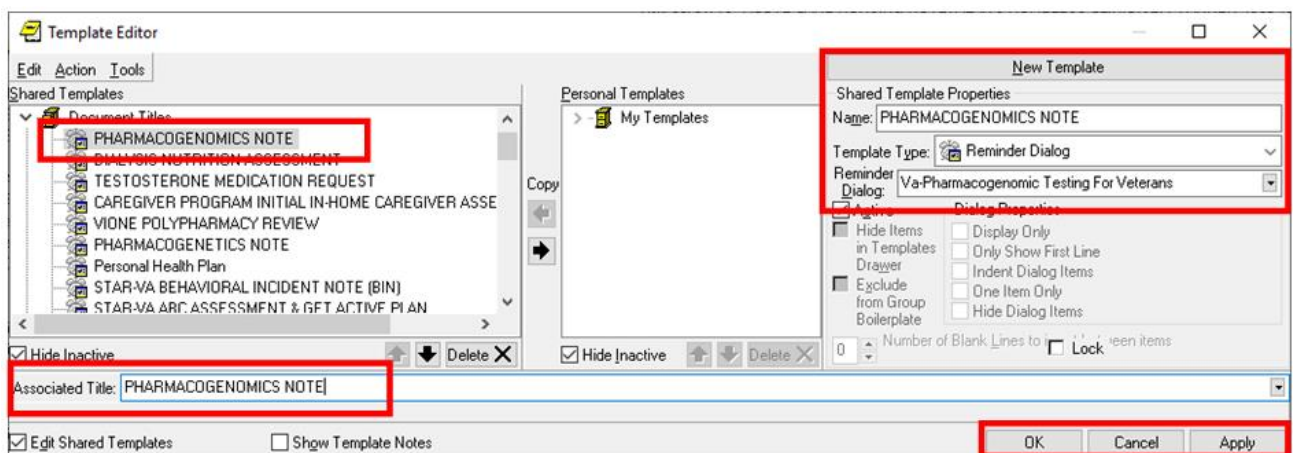 Template Editor
Edit Action Tools
New Template
Shared Templates
Personal Templates
Shared Template Properties
Document Titles
My Templates
Name: PHARMACOGENOMICS NOTE
PHARMACOGENOMICS NOTE
DIALYSIS NUTRITION ASSESSMENT
Template Type: Reminder Dialog
TESTOSTERONE MEDICATION REQUEST
Copy
Reminder Dialog: Va-Pharmacogenomic Testing For Veterans
CAREGIVER PROGRAM INITIAL IN-HOME CAREGIVER ASSE
VIONE POLYPHARMACY REVIEW
Active
Dialog Properties
PHARMACOGENETICS NOTE
Hide Items in Templates Drawer
Display Only
Personal Health Plan
Only Show First Line
STAR-VA BEHAVIORAL INCIDENT NOTE (BIN)
Indent Dialog Items
STAR-VA ABC ASSESSMENT & GET ACTIVE PLAN
Exclude from Group Boilerplate
One Item Only
Hide Dialog Items
Hide Inactive
Delete
Hide Inactive
Delete
0 Number of Blank Lines to
Lock
een items
Associated Title: PHARMACOGENOMICS NOTE
Edit Shared Templates
Show Template Notes
OK
Cancel
Apply